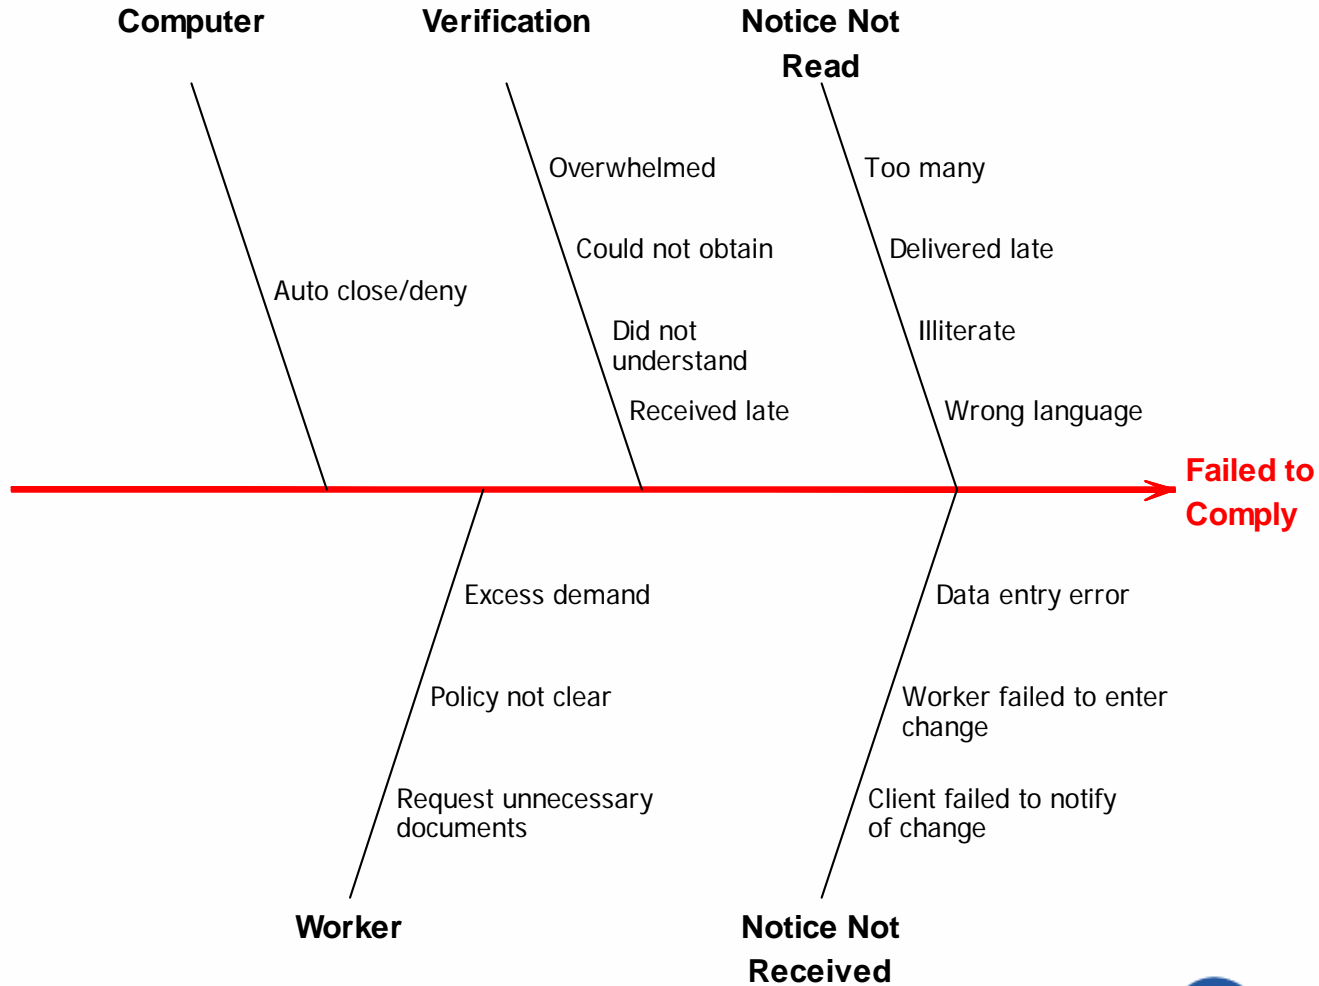 Computer
Verification
Notice Not
Read
Overwhelmed
Too many
Could not obtain
Delivered late
Auto close/deny
Did not
understand
Illiterate
Received late
Wrong language
Failed to
Comply
Excess demand
Data entry error
Policy not clear
Worker failed to enter
change
Request unnecessary
documents
Client failed to notify
of change
Worker
Notice Not
Received